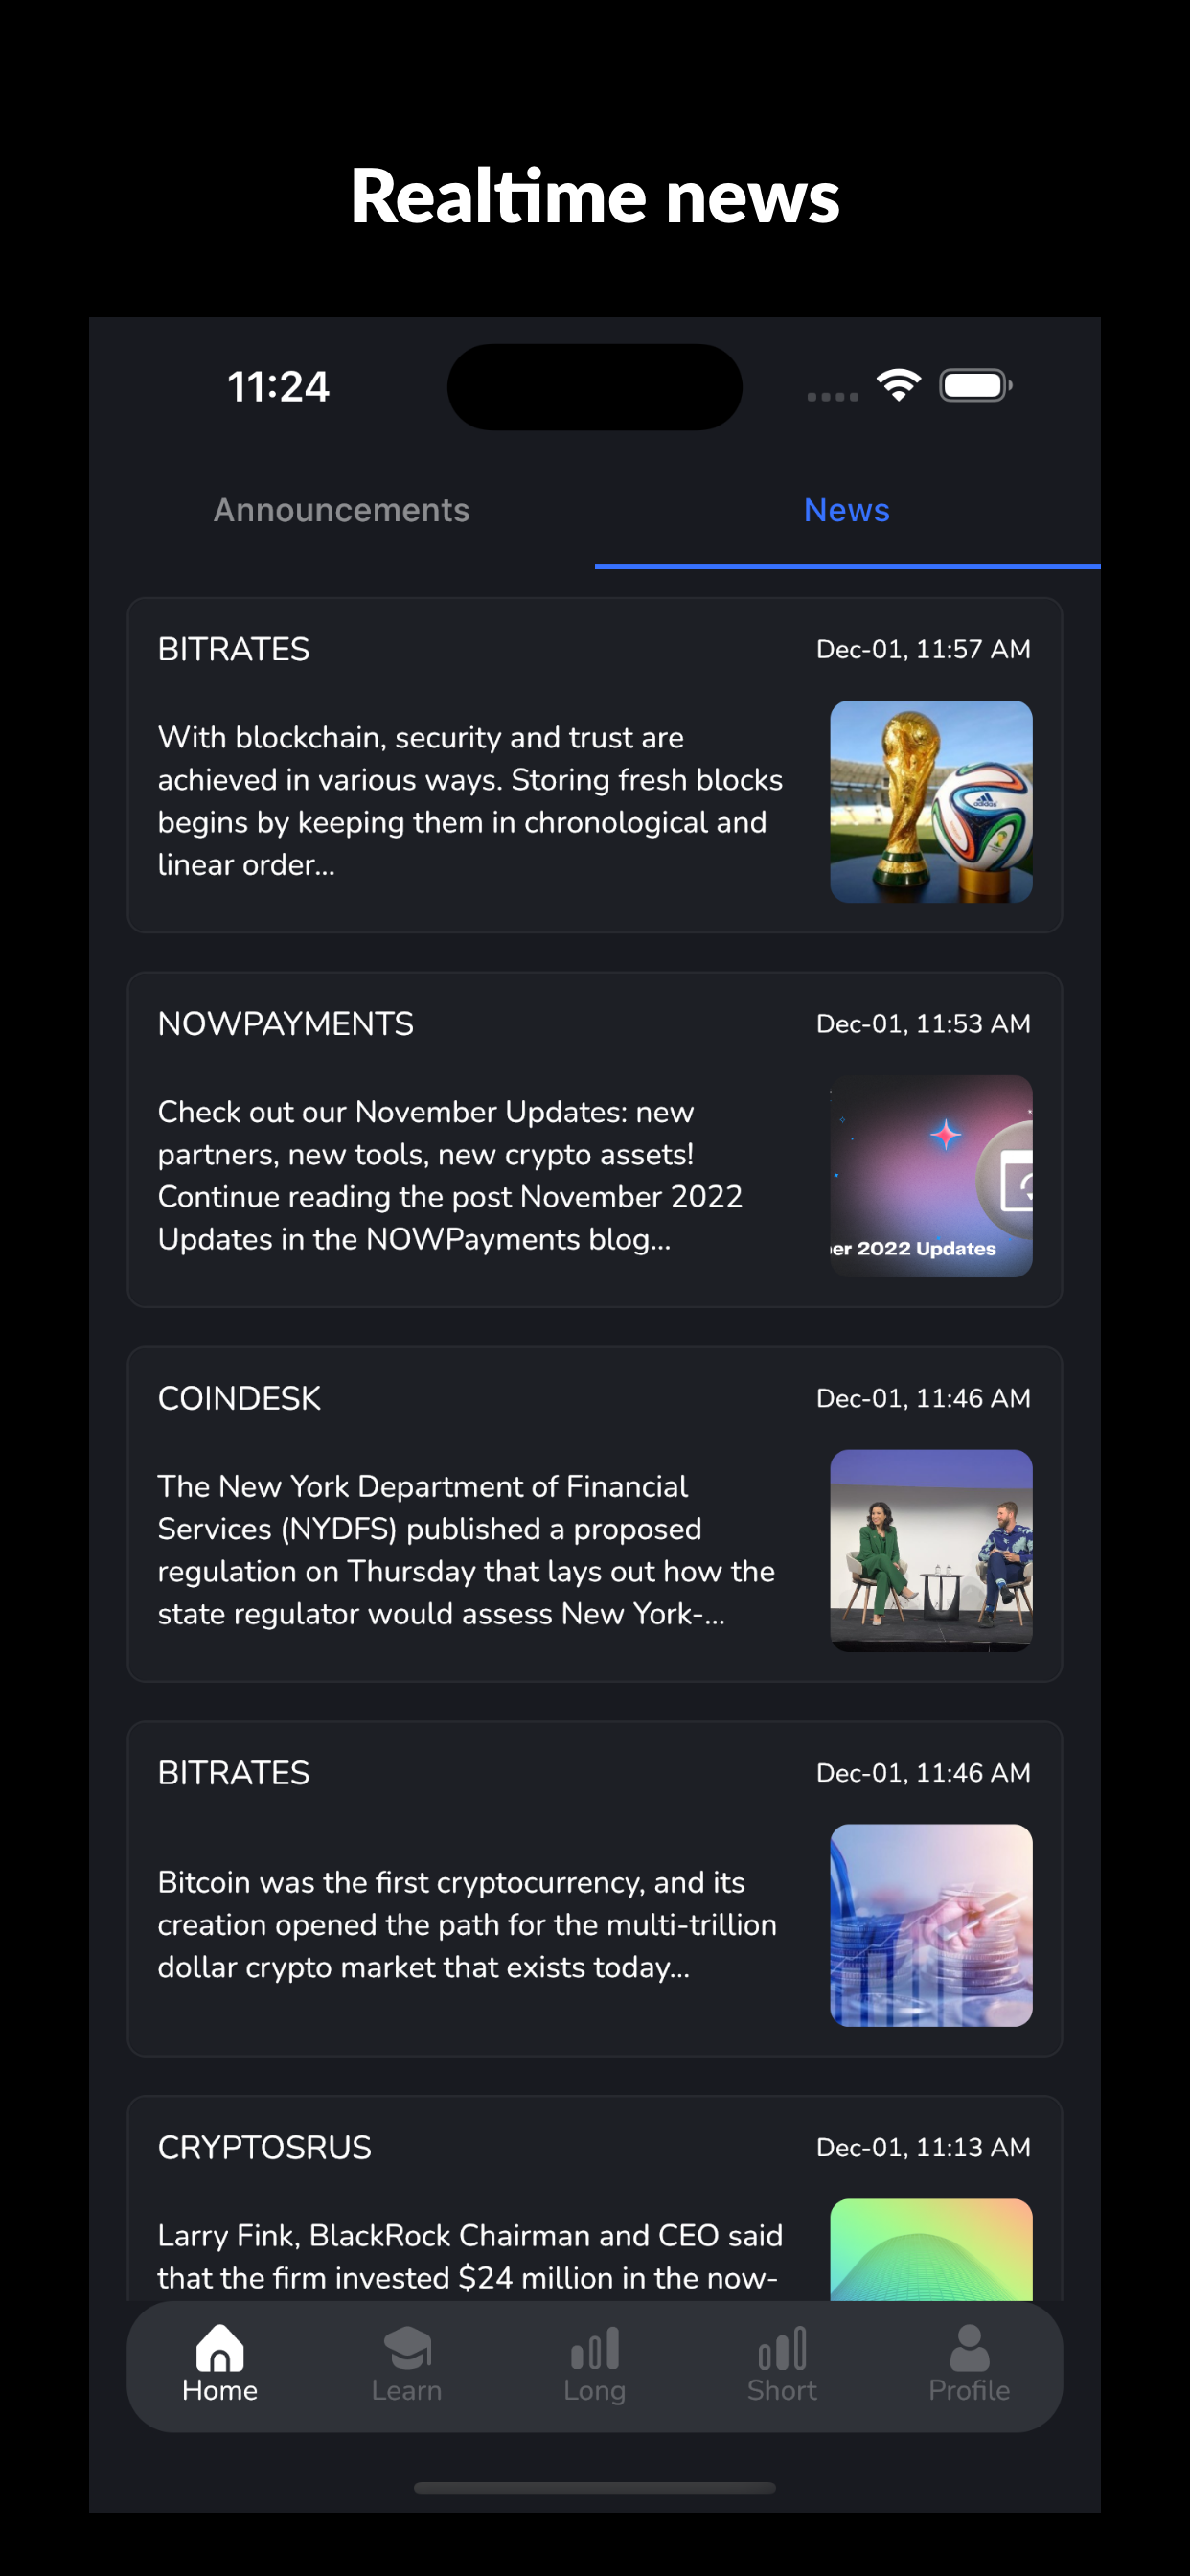 Realtime news
11:24
Announcements
News
BITRATES
Dec-01, 11:57 AM
With blockchain, security and trust are
achieved in various ways. Storing fresh blocks
begins by keeping them in chronological and
linear order...
adidas
NOWPAYMENTS
Dec-01, 11:53 AM
Check out our November Updates: new
partners, new tools, new crypto assets!
Continue reading the post November 2022
Updates in the NOWPayments blog...
er 2022 Updates
COINDESK
Dec-01, 11:46 AM
The New York Department of Financial
Services (NYDFS) published a proposed
regulation on Thursday that lays out how the
state regulator would assess New York-...
BITRATES
Dec-01, 11:46 AM
Bitcoin was the first cryptocurrency, and its
creation opened the path for the multi-trillion
dollar crypto market that exists today...
CRYPTOSRUS
Dec-01, 11:13 AM
Larry Fink, BlackRock Chairman and CEO said
that the firm invested $24 million in the now-
Home
Learn
Long
Short
Profile